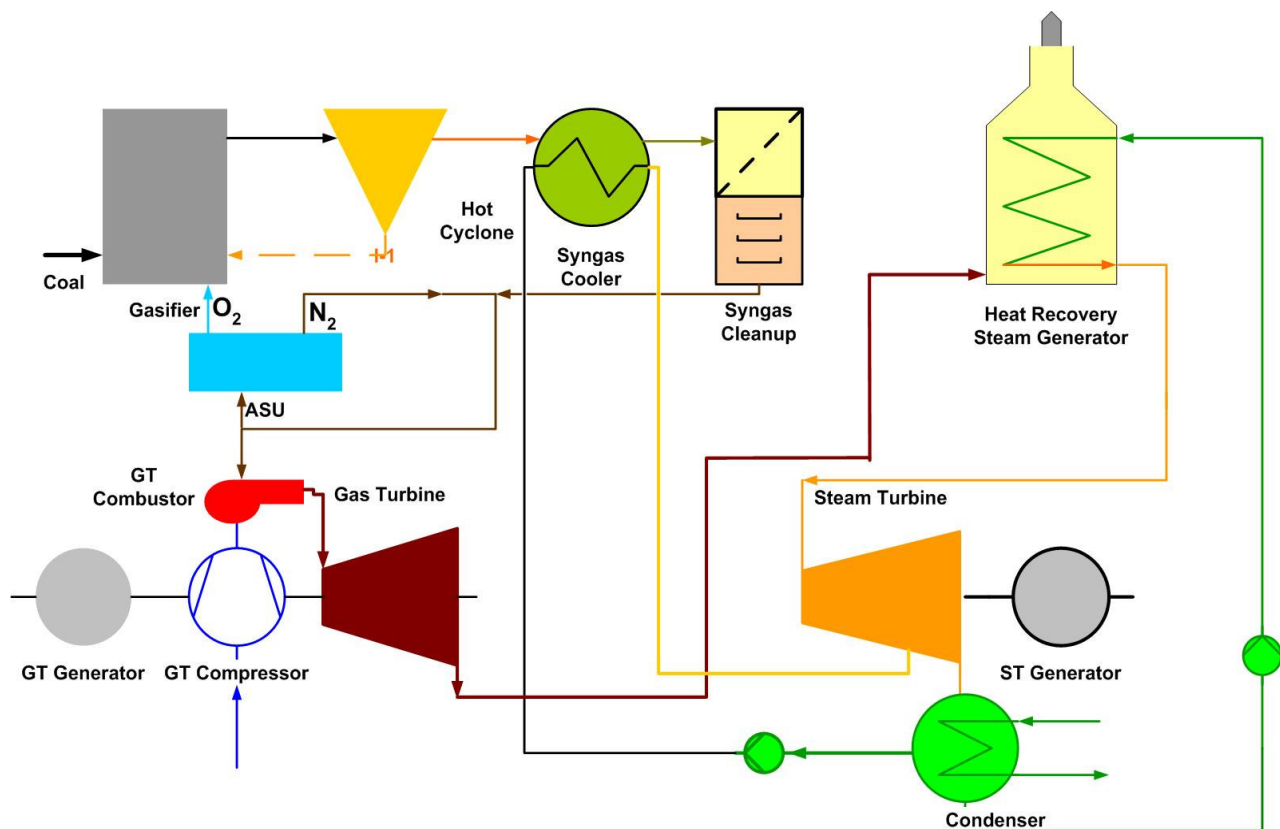 Coal
Gasifier
O2
N2
Hot
Cyclone
Syngas
Cooler
Syngas
Cleanup
Heat Recovery
Steam Generator
ASU
GT
Combustor
Gas Turbine
Steam Turbine
GT Generator
GT Compressor
ST Generator
Condenser